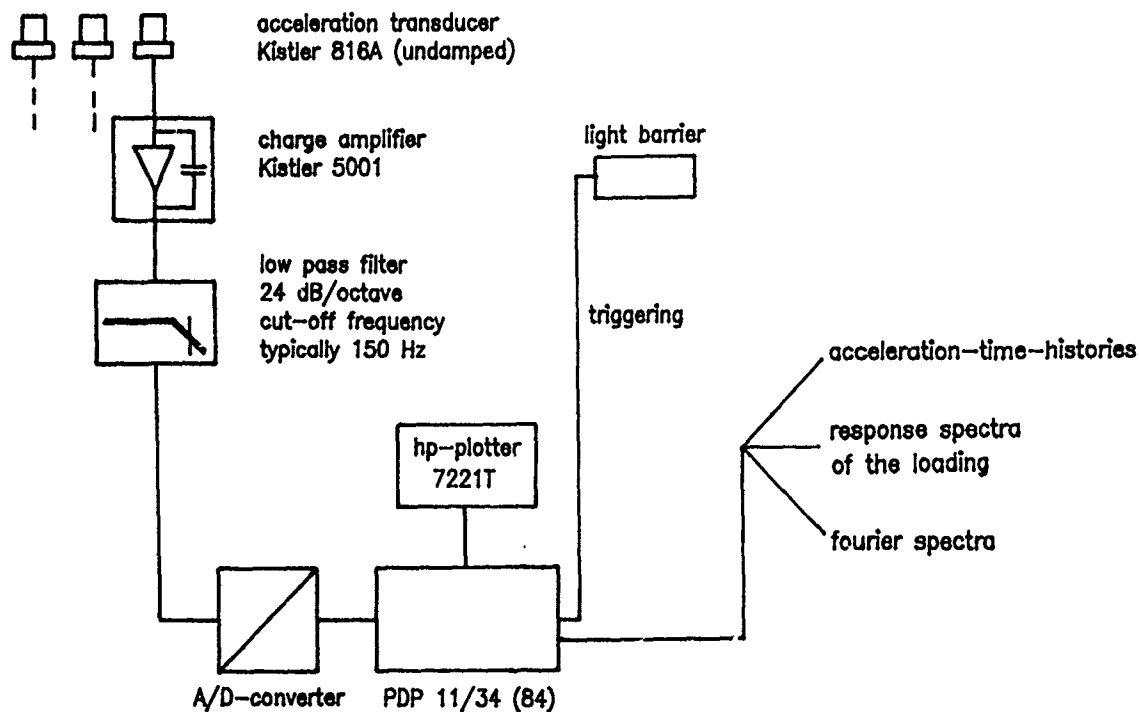 acceleration transducer
Kistler 816A (undamped)
charge amplifier
Kistler 5001
light barrier
low pass filter
24 dB/octave
cut-off frequency
typically 150 Hz
triggering
acceleration-time-histories
response spectra
of the loading
fourier spectra
hp-plotter
7221T
A/D-converter
PDP 11/34 (84)